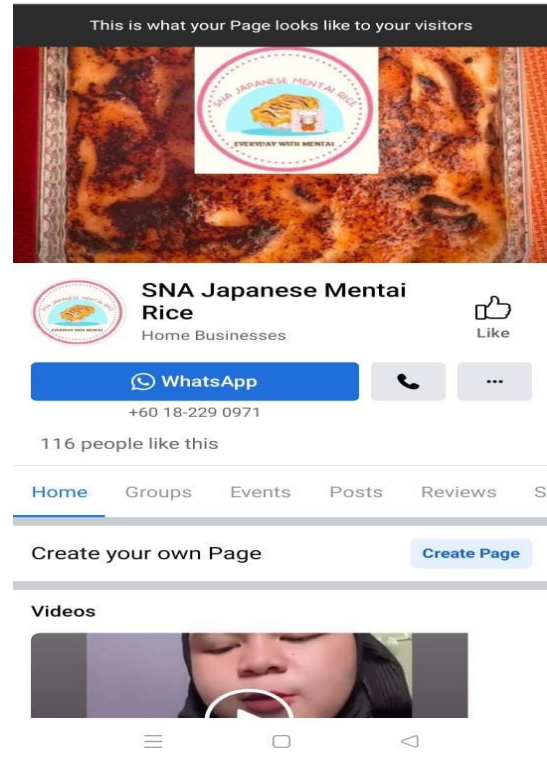 This is what your Page looks like to your visitors
SNA JAPANESE MENTAI RICE
EVERYDAY WITH MENTAI
SNA Japanese Mentai
Rice
Home Businesses
Like
WhatsApp
+60 18-229 0971
116 people like this
Home Groups Events Posts Reviews S
Create your own Page
Create Page
Videos